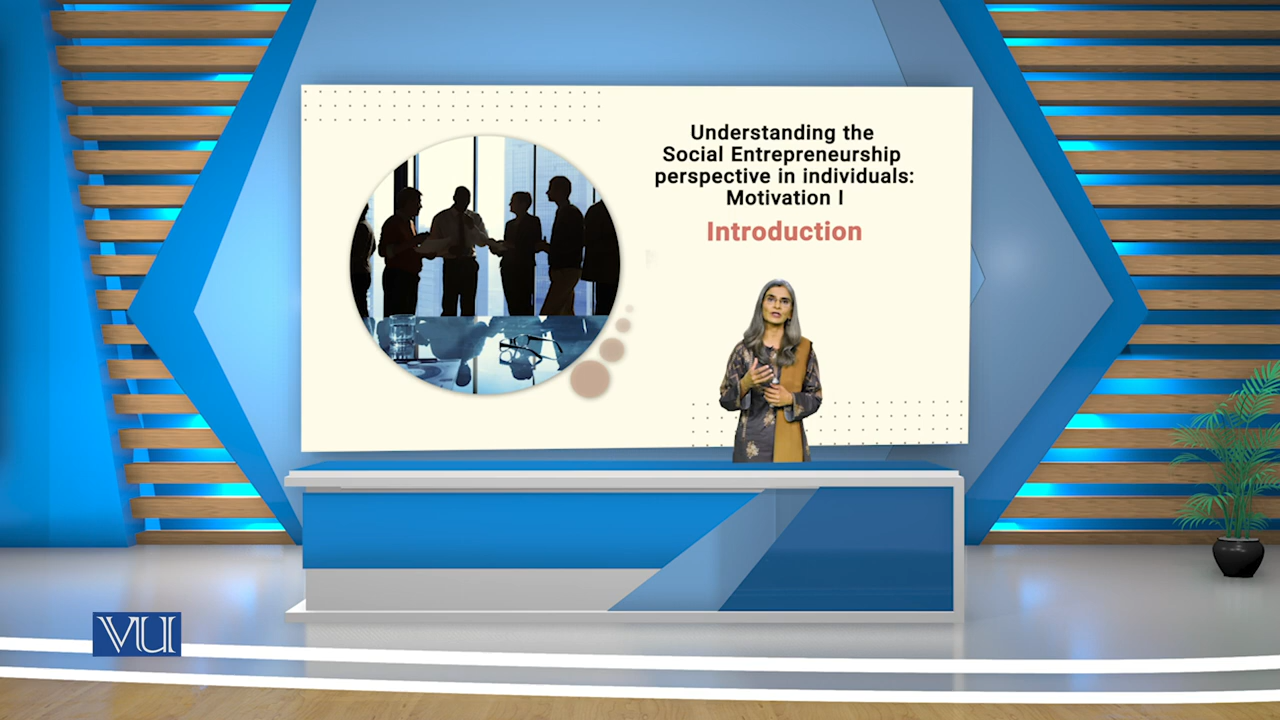 Understanding the
Social Entrepreneurship
perspective in individuals:
Motivation I
Introduction
VU